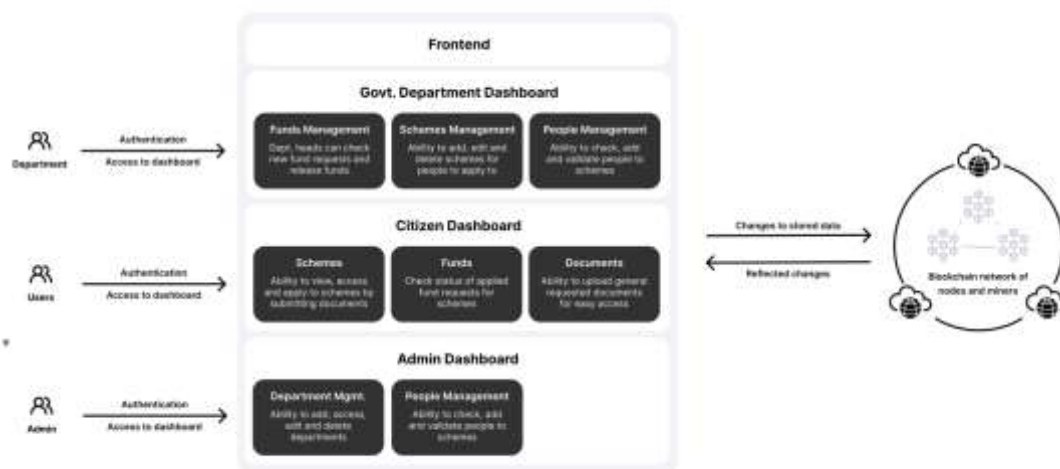 Frontend
Govt. Department Dashboard
Funds Management
Dept. heads can check
new fund requests and
release funds
Schemes Management
Ability to add, edit and
delete schemes for
people to apply to
People Management
Ability to check, add
and validate people to
schemes
Department
Authentication
Access to dashboard
Citizen Dashboard
Schemes
Ability to view, access
and apply to schemes by
submitting documents
Funds
Check status of applied
fund requests for
schemes
Documents
Ability to upload general
requested documents
for easy access
Users
Authentication
Access to dashboard
Admin Dashboard
Department Mgmt.
Ability to add, access,
edit and delete
departments
People Management
Ability to check, add
and validate people to
schemes
Admin
Authentication
Access to dashboard
Changes to stored data
Reflected changes
Blockchain network of
nodes and miners